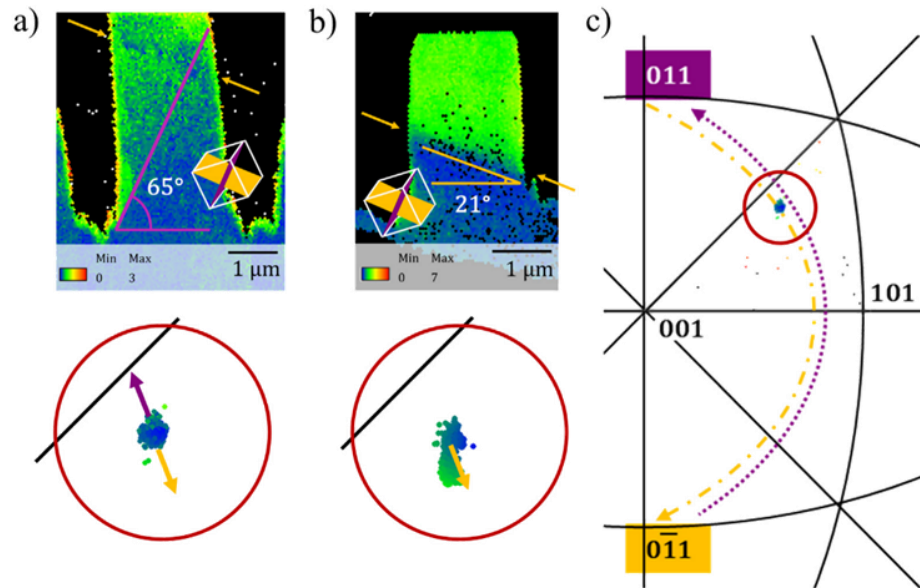 a)
65°
Min Max
0 3
1 μm
b)
21°
Min Max
0 7
1 μm
c)
011
101
001
01̅1